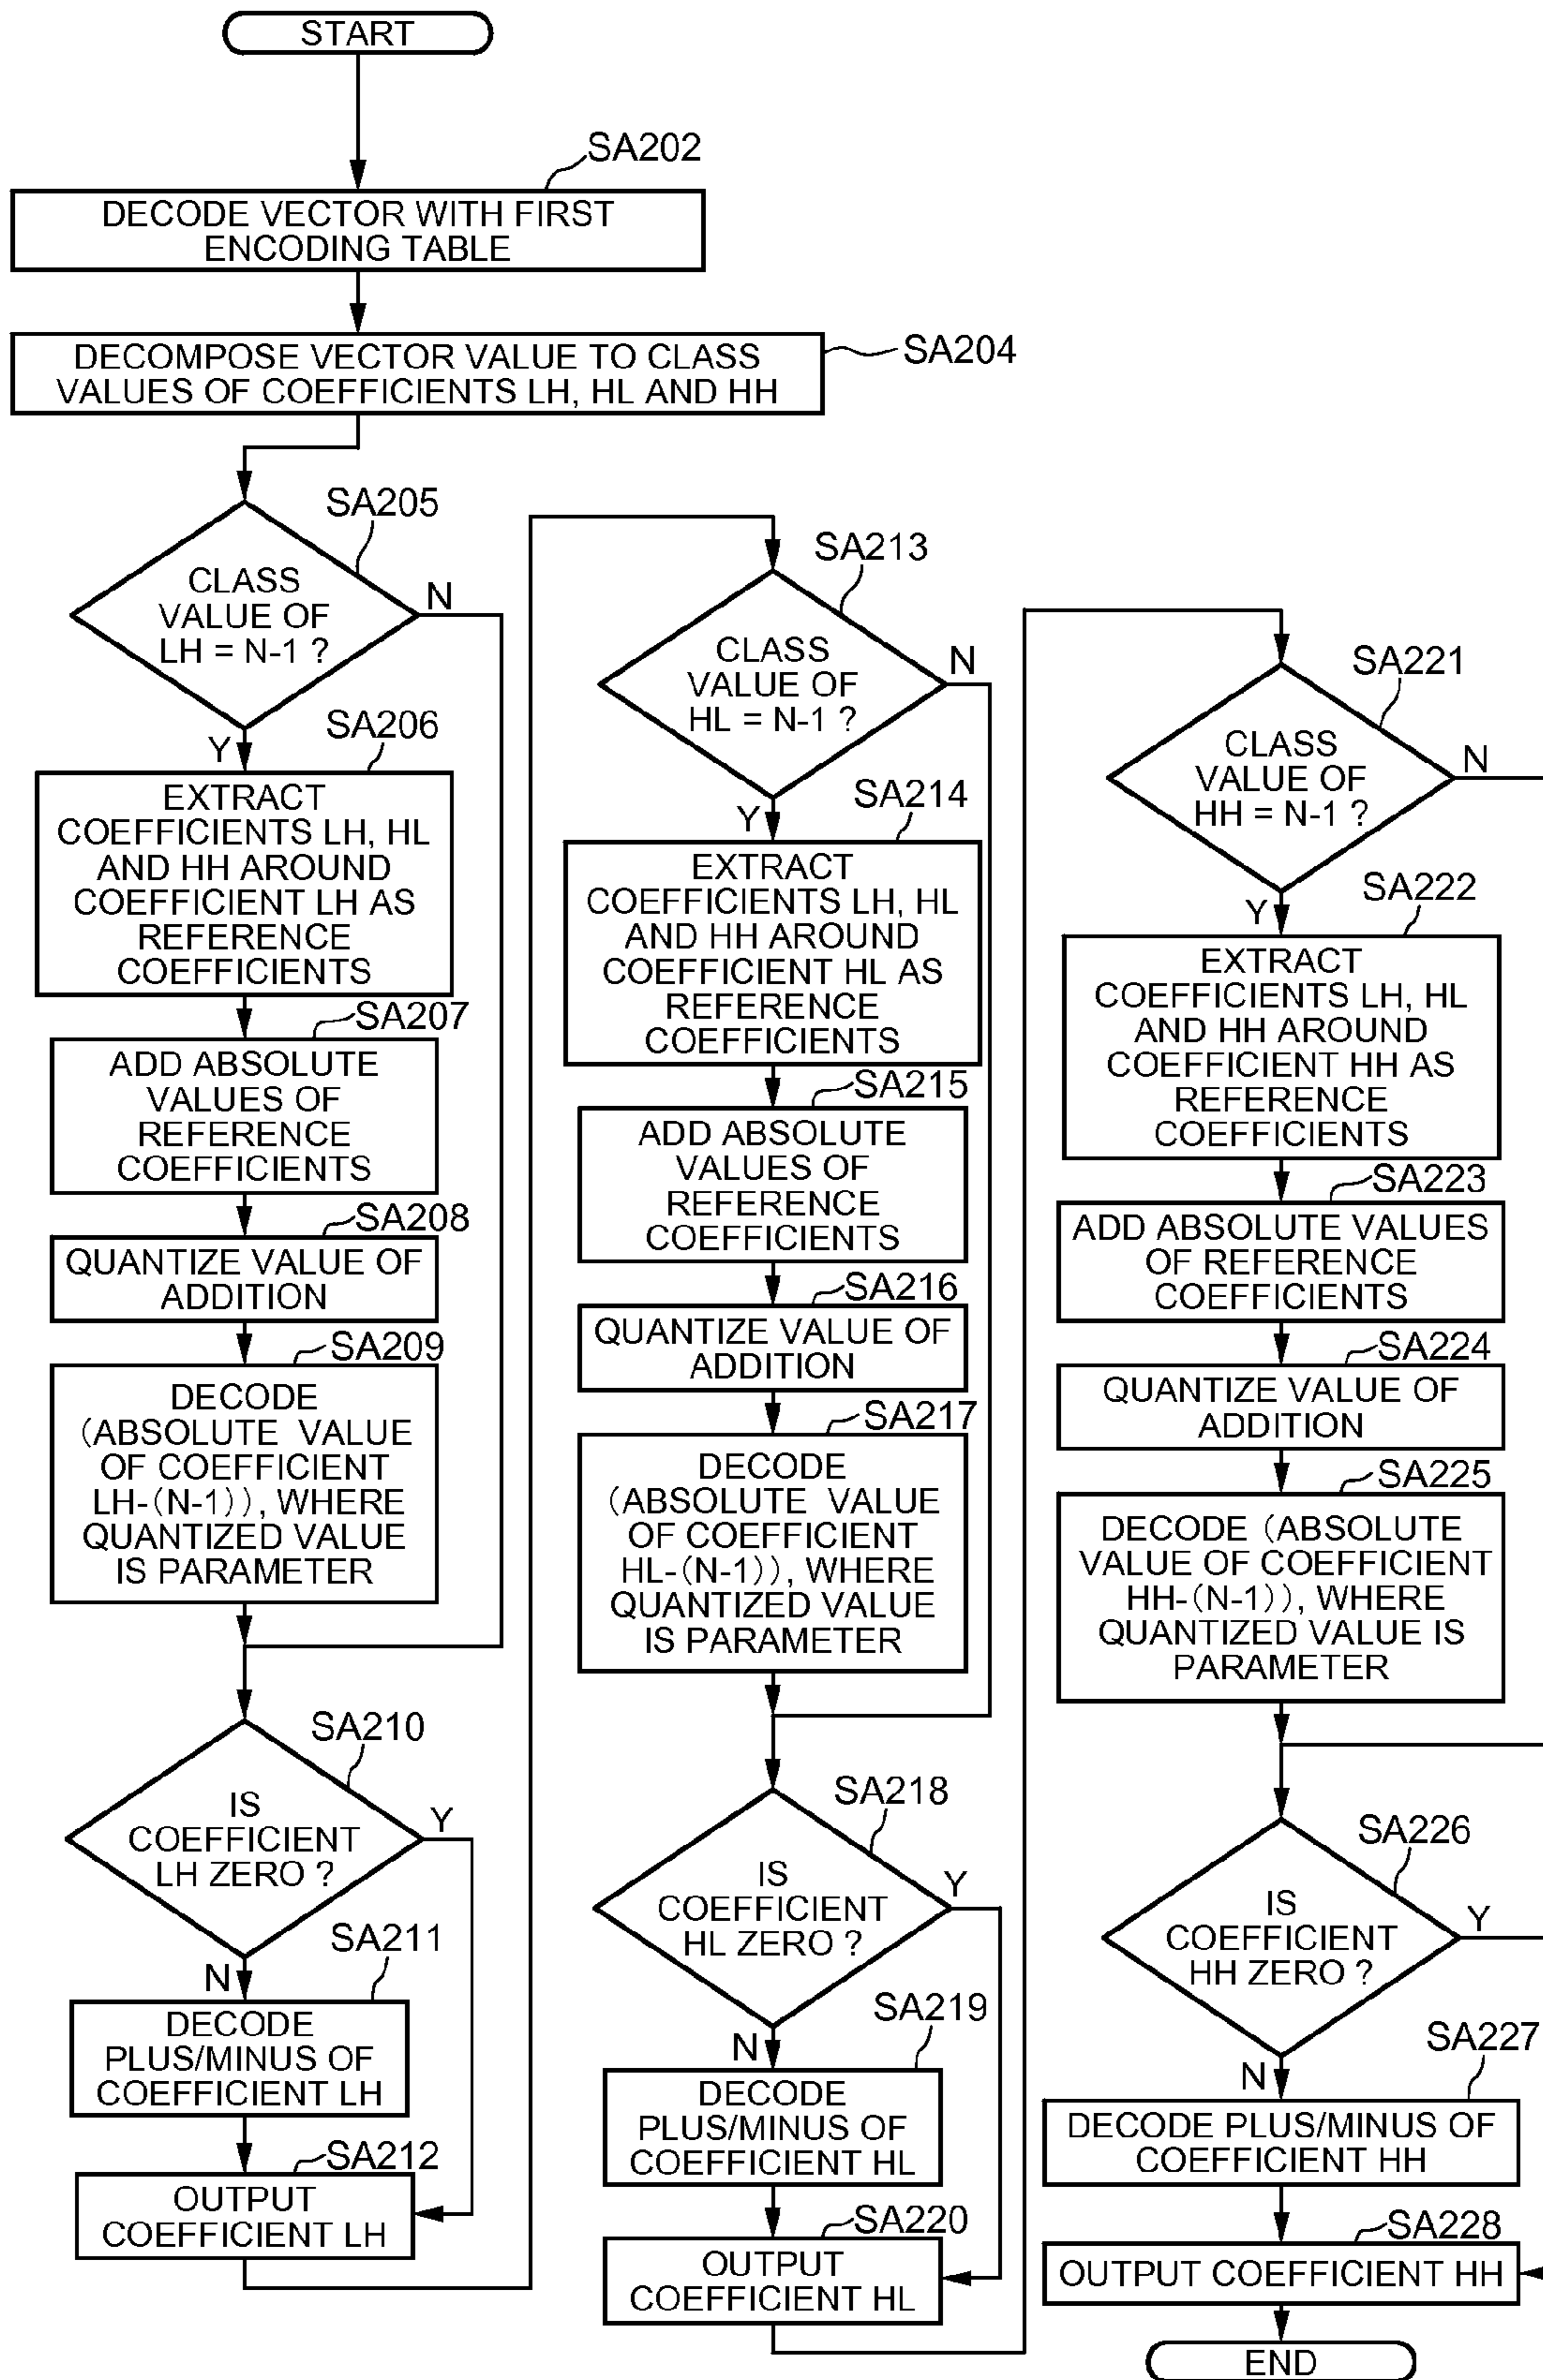 START
SA202
DECODE VECTOR WITH FIRST
ENCODING TABLE
SA204
DECOMPOSE VECTOR VALUE TO CLASS
VALUES OF COEFFICIENTS LH, HL AND HH
SA205
CLASS
VALUE OF
LH = N-1 ?
N
Y
SA206
EXTRACT
COEFFICIENTS LH, HL
AND HH AROUND
COEFFICIENT LH AS
REFERENCE
COEFFICIENTS
SA207
ADD ABSOLUTE
VALUES OF
REFERENCE
COEFFICIENTS
SA208
QUANTIZE VALUE OF
ADDITION
SA209
DECODE
(ABSOLUTE VALUE
OF COEFFICIENT
LH-(N-1)), WHERE
QUANTIZED VALUE
IS PARAMETER
SA210
IS
COEFFICIENT
LH ZERO ?
Y
N
SA211
DECODE
PLUS/MINUS OF
COEFFICIENT LH
SA212
OUTPUT
COEFFICIENT LH
SA213
CLASS
VALUE OF
HL = N-1 ?
N
Y
SA214
EXTRACT
COEFFICIENTS LH, HL
AND HH AROUND
COEFFICIENT HL AS
REFERENCE
COEFFICIENTS
SA215
ADD ABSOLUTE
VALUES OF
REFERENCE
COEFFICIENTS
SA216
QUANTIZE VALUE OF
ADDITION
SA217
DECODE
(ABSOLUTE VALUE
OF COEFFICIENT
HL-(N-1)), WHERE
QUANTIZED VALUE
IS PARAMETER
SA218
IS
COEFFICIENT
HL ZERO ?
Y
N
SA219
DECODE
PLUS/MINUS OF
COEFFICIENT HL
SA220
OUTPUT
COEFFICIENT HL
SA221
CLASS
VALUE OF
HH = N-1 ?
N
Y
SA222
EXTRACT
COEFFICIENTS LH, HL
AND HH AROUND
COEFFICIENT HH AS
REFERENCE
COEFFICIENTS
SA223
ADD ABSOLUTE VALUES
OF REFERENCE
COEFFICIENTS
SA224
QUANTIZE VALUE OF
ADDITION
SA225
DECODE (ABSOLUTE
VALUE OF COEFFICIENT
HH-(N-1)), WHERE
QUANTIZED VALUE IS
PARAMETER
SA226
IS
COEFFICIENT
HH ZERO ?
Y
N
SA227
DECODE PLUS/MINUS OF
COEFFICIENT HH
SA228
OUTPUT COEFFICIENT HH
END